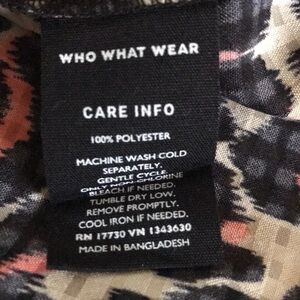 WHO WHAT WEAR
CARE INFO
100% POLYESTER
MACHINE WASH COLD
SEPARATELY.
GENTLE CYCLE.
ONLY NON-CHLORINE
BLEACH IF NEEDED.
TUMBLE DRY LOW.
REMOVE PROMPTLY.
COOL IRON IF NEEDED.
RN 17730 VN 1343630
MADE IN BANGLADESH